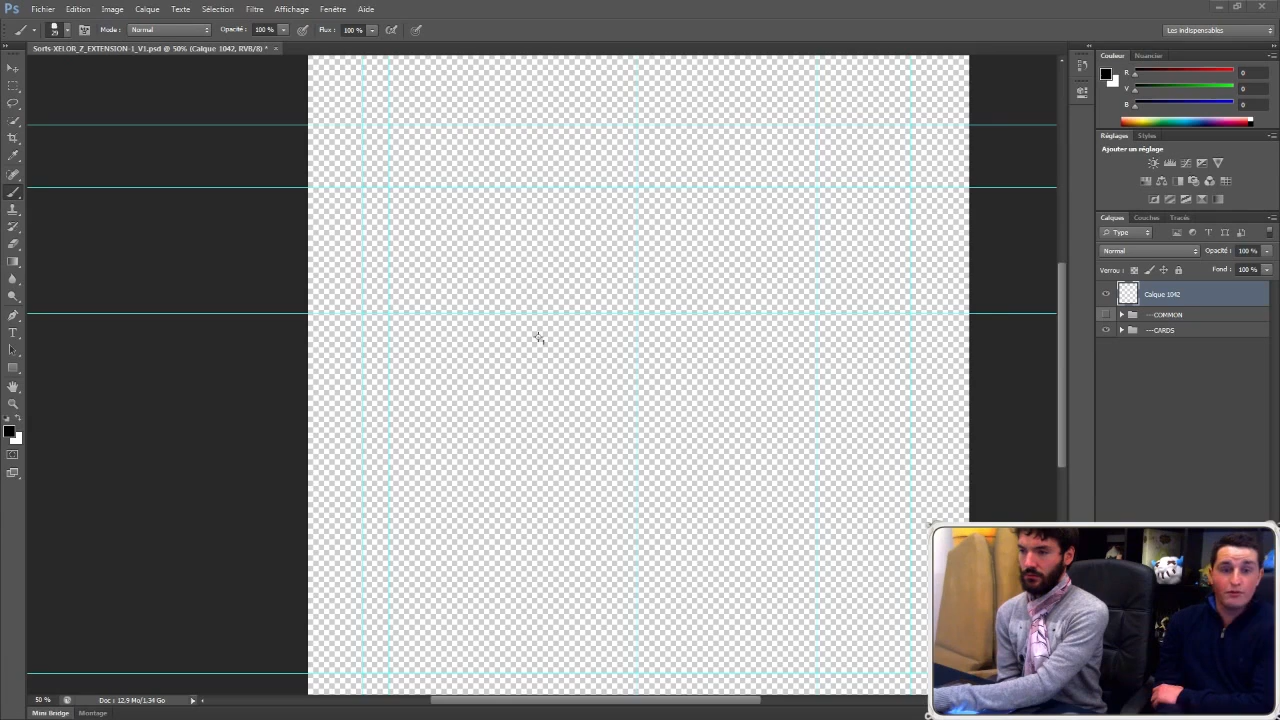 Ps Fichier Edition Image Calque Texte Sélection Filtre Affichage Fenêtre Aide
29 Mode : Normal Opacité : 100 % Flux : 100 % Les indispensables
Sorts-XELOR_Z_EXTENSION-1_V1.psd @ 50% (Calque 1042, RVB/8) * ×
Couleur Nuancier
R 0
V 0
B 0
Réglages Styles
Ajouter un réglage
Calques Couches Tracés
Type
Normal Opacité : 100 %
Verrou : Fond : 100 %
Calque 1042
---COMMON
---CARDS
50 % Doc : 12.9 Mo/1.34 Go
Mini Bridge Montage